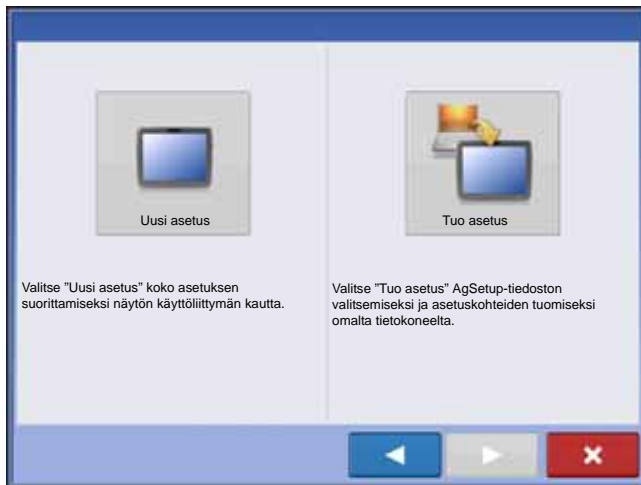 Uusi asetus
Tuo asetus
Valitse ”Uusi asetus” koko asetuksen
suorittamiseksi näytön käyttöliittymän kautta.
Valitse ”Tuo asetus” AgSetup-tiedoston
valitsemiseksi ja asetuskohteiden tuomiseksi
omalta tietokoneelta.